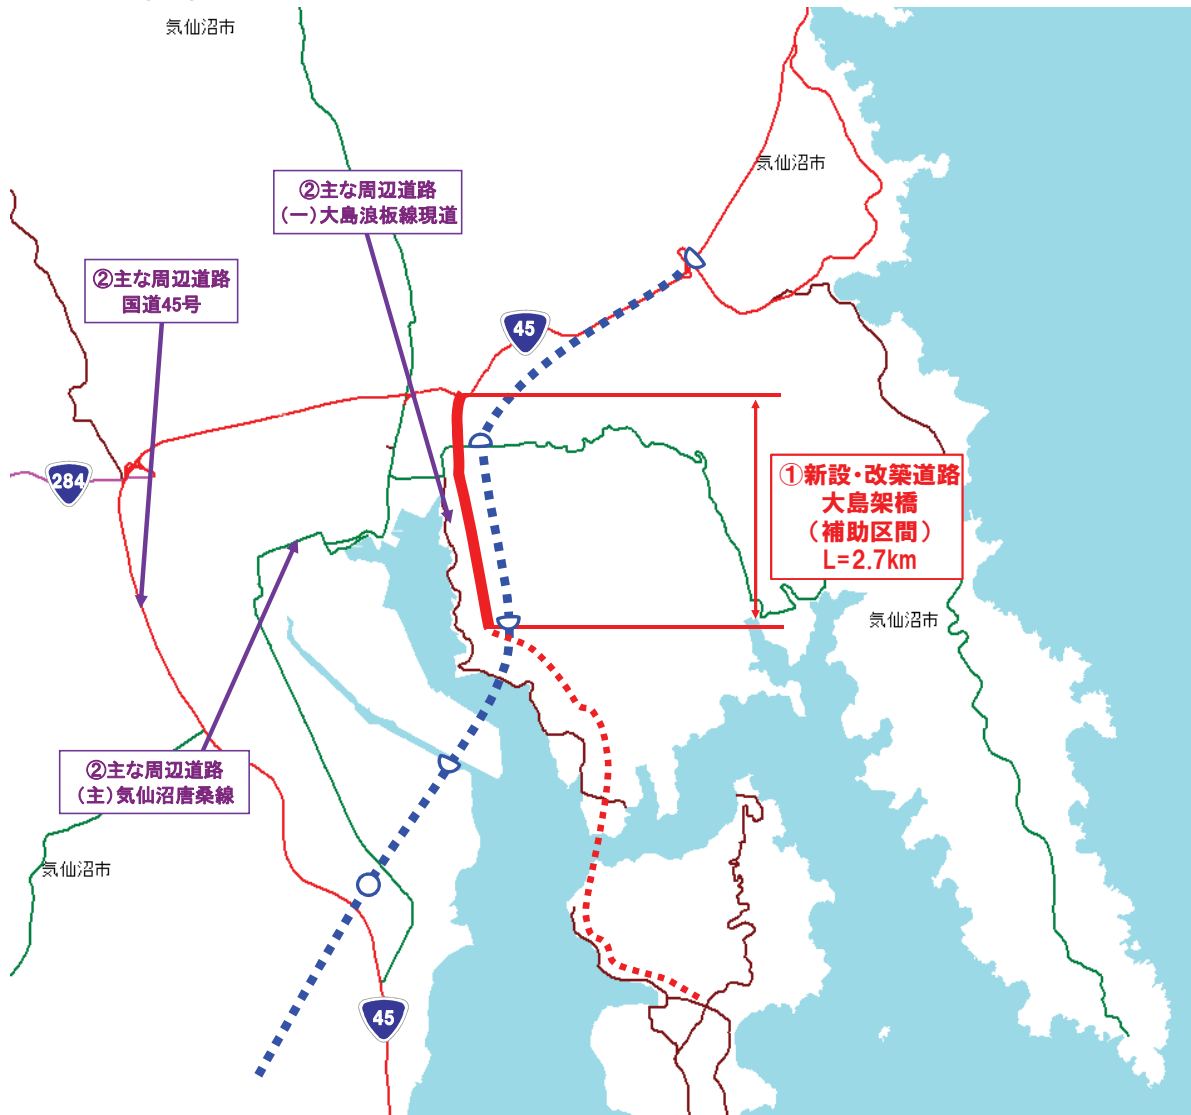 気仙沼市
気仙沼市
②主な周辺道路
(一)大島浪板線現道
②主な周辺道路
国道45号
45
284
①新設・改築道路
大島架橋
(補助区間)
L=2.7km
気仙沼市
②主な周辺道路
(主)気仙沼唐桑線
気仙沼市
45